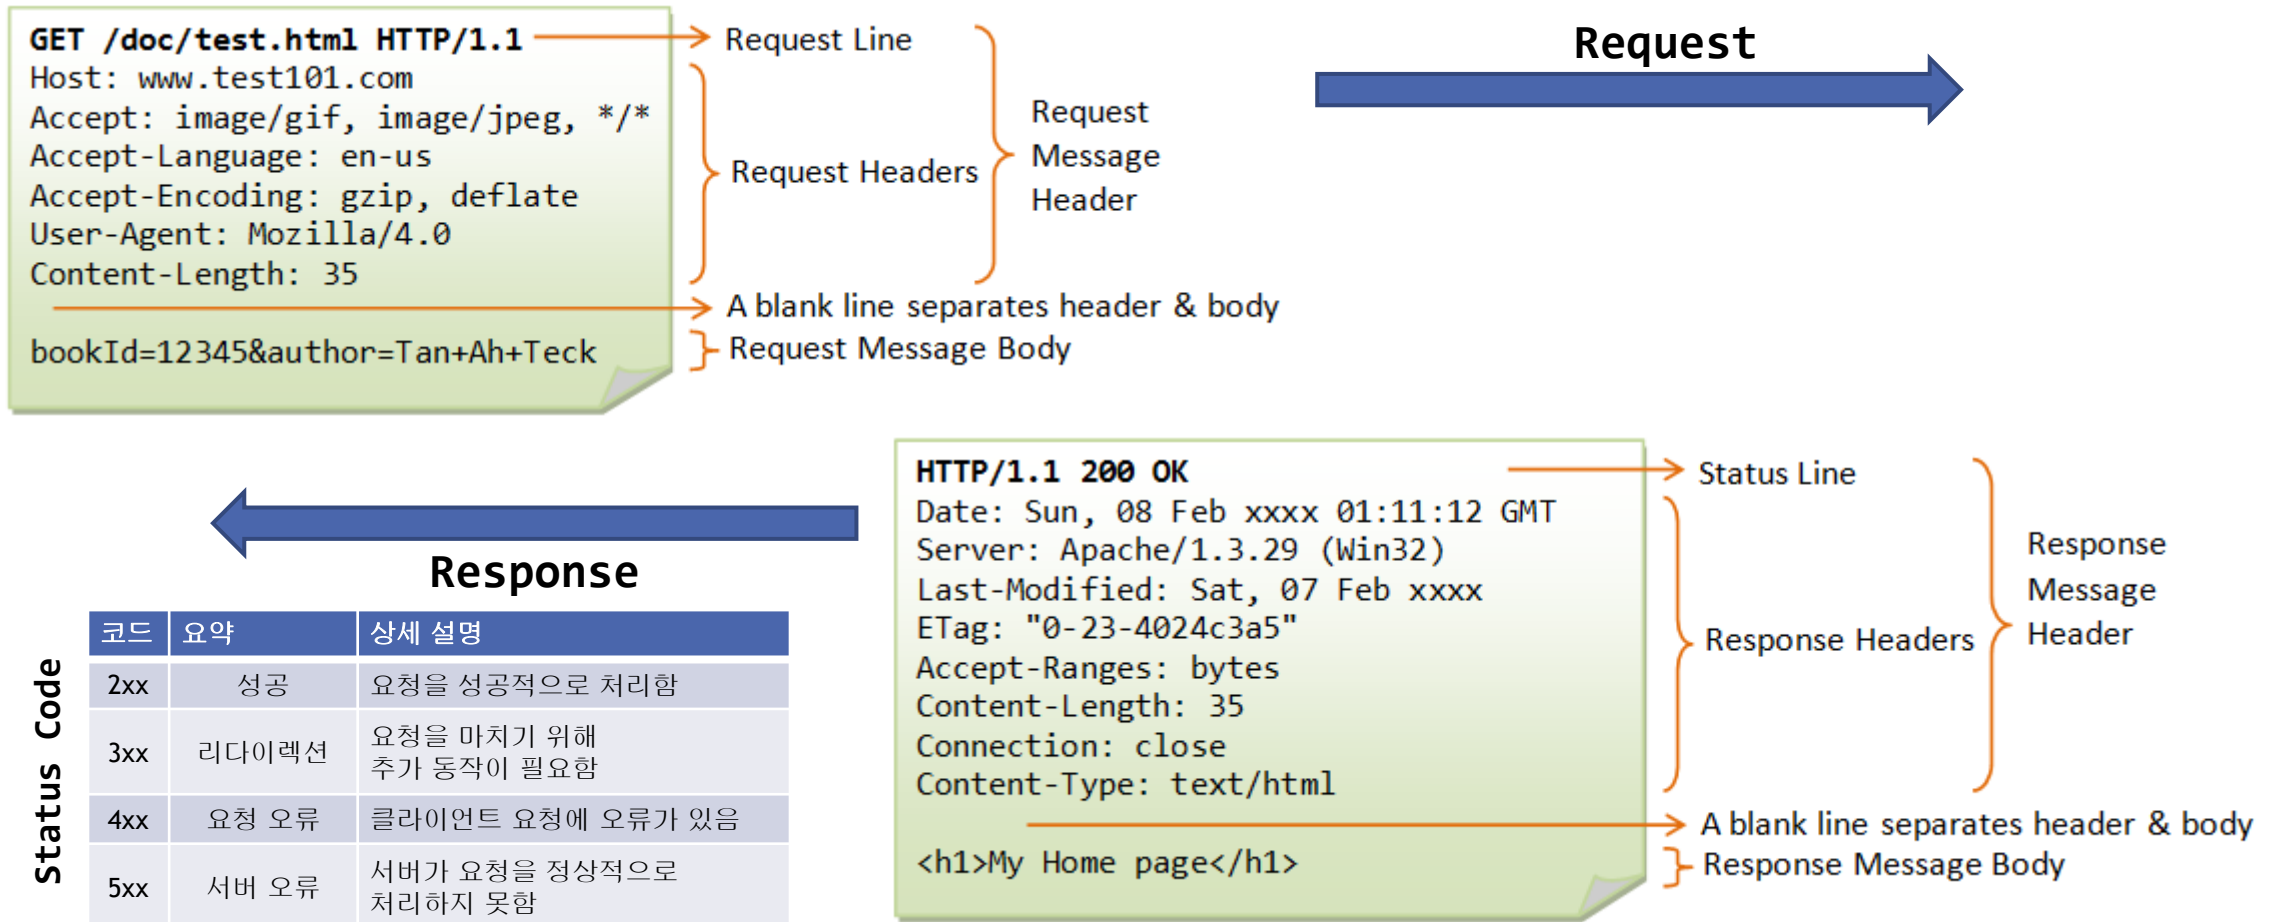 GET /doc/test.html HTTP/1.1
Host: www.test101.com
Accept: image/gif, image/jpeg, */*
Accept-Language: en-us
Accept-Encoding: gzip, deflate
User-Agent: Mozilla/4.0
Content-Length: 35
bookId=12345&author=Tan+Ah+Teck
Request Line
Request Headers
Request
Message
Header
A blank line separates header & body
Request Message Body
Request
Response
HTTP/1.1 200 OK
Date: Sun, 08 Feb xxxx 01:11:12 GMT
Server: Apache/1.3.29 (Win32)
Last-Modified: Sat, 07 Feb xxxx
ETag: "0-23-4024c3a5"
Accept-Ranges: bytes
Content-Length: 35
Connection: close
Content-Type: text/html
<h1>My Home page</h1>
Status Line
Response Headers
Response
Message
Header
A blank line separates header & body
Response Message Body
Status Code
코드 요약 상세 설명
2xx 성공 요청을 성공적으로 처리함
3xx 리다이렉션 요청을 마치기 위해
추가 동작이 필요함
4xx 요청 오류 클라이언트 요청에 오류가 있음
5xx 서버 오류 서버가 요청을 정상적으로
처리하지 못함